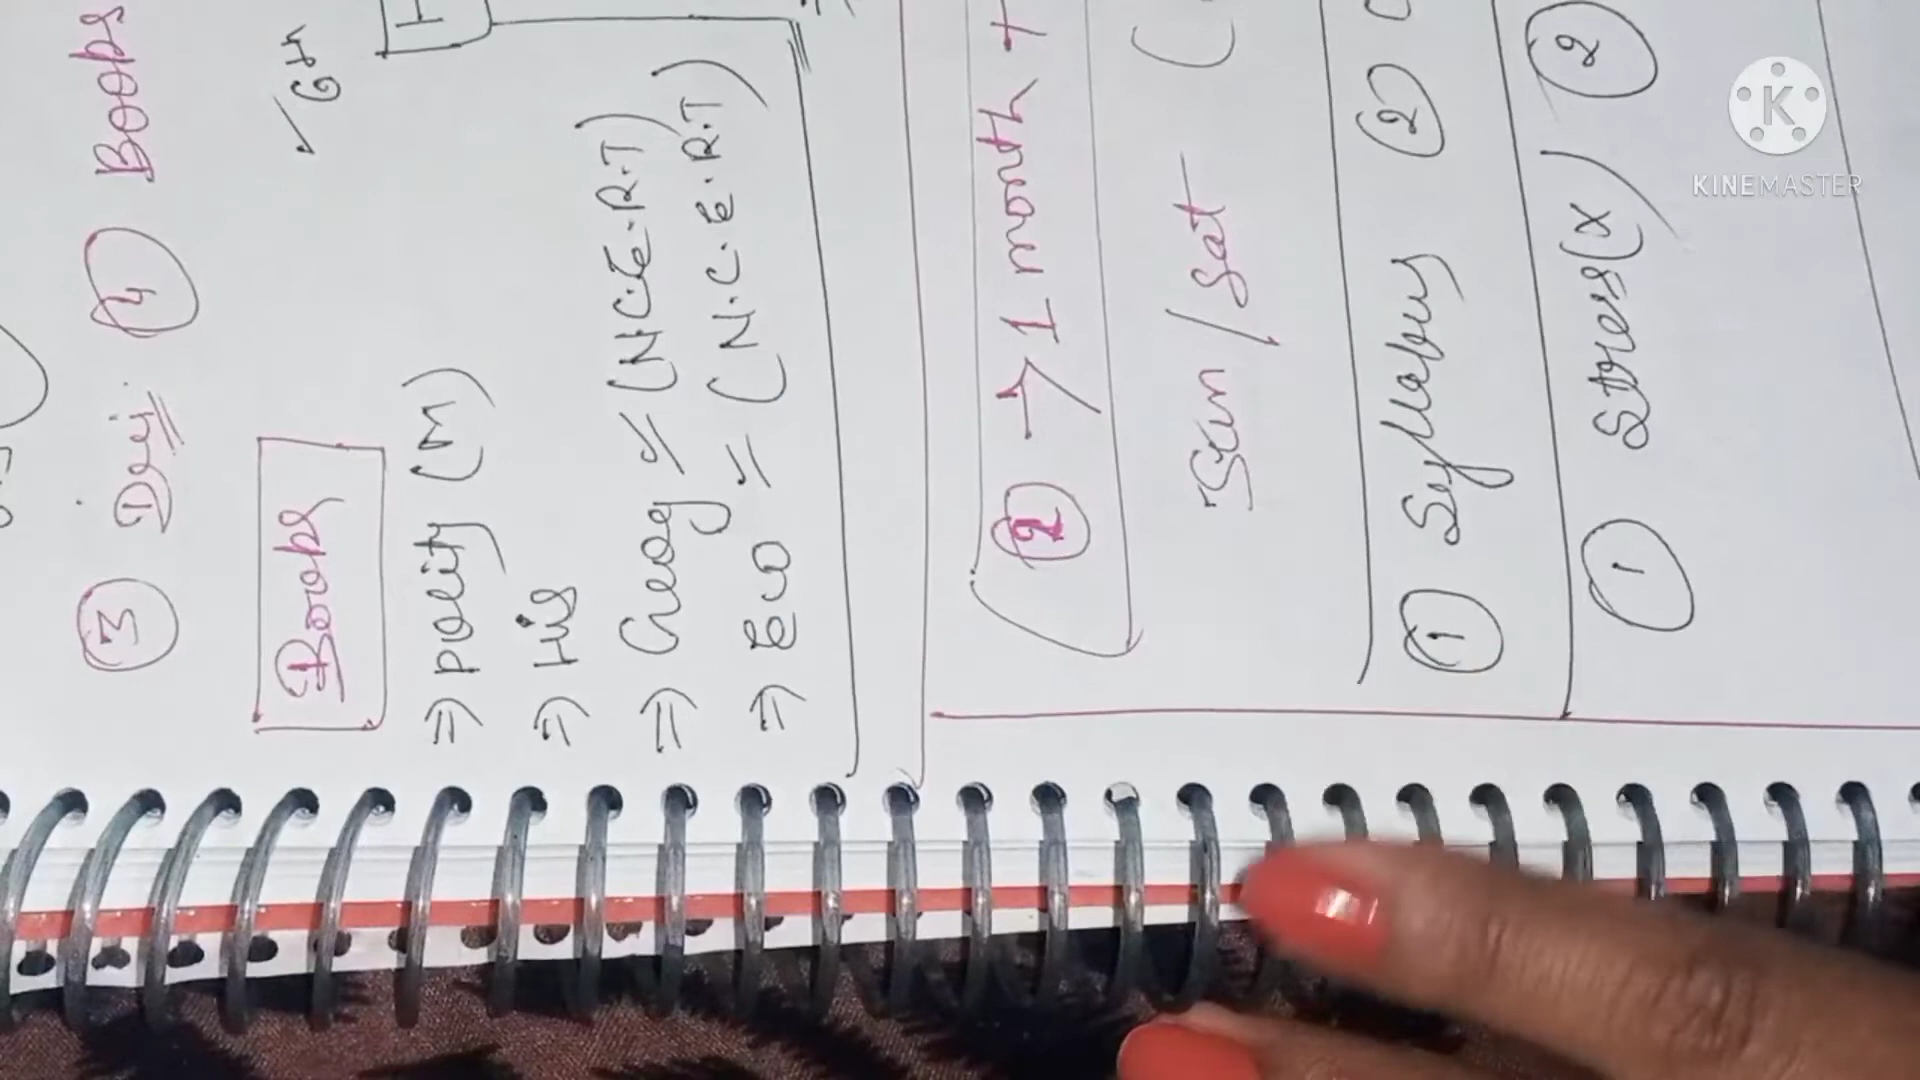 ③ ④ Books
✓ 6th
Books
⇒ Polity (M)
⇒ His
⇒ Geog = (N.C.E.R.T)
⇒ Eco = (N.C.E.R.T)
② → 1 month +
Sun / Sat (
① Syllabus ②
① Stress (x) ②
KINEMASTER